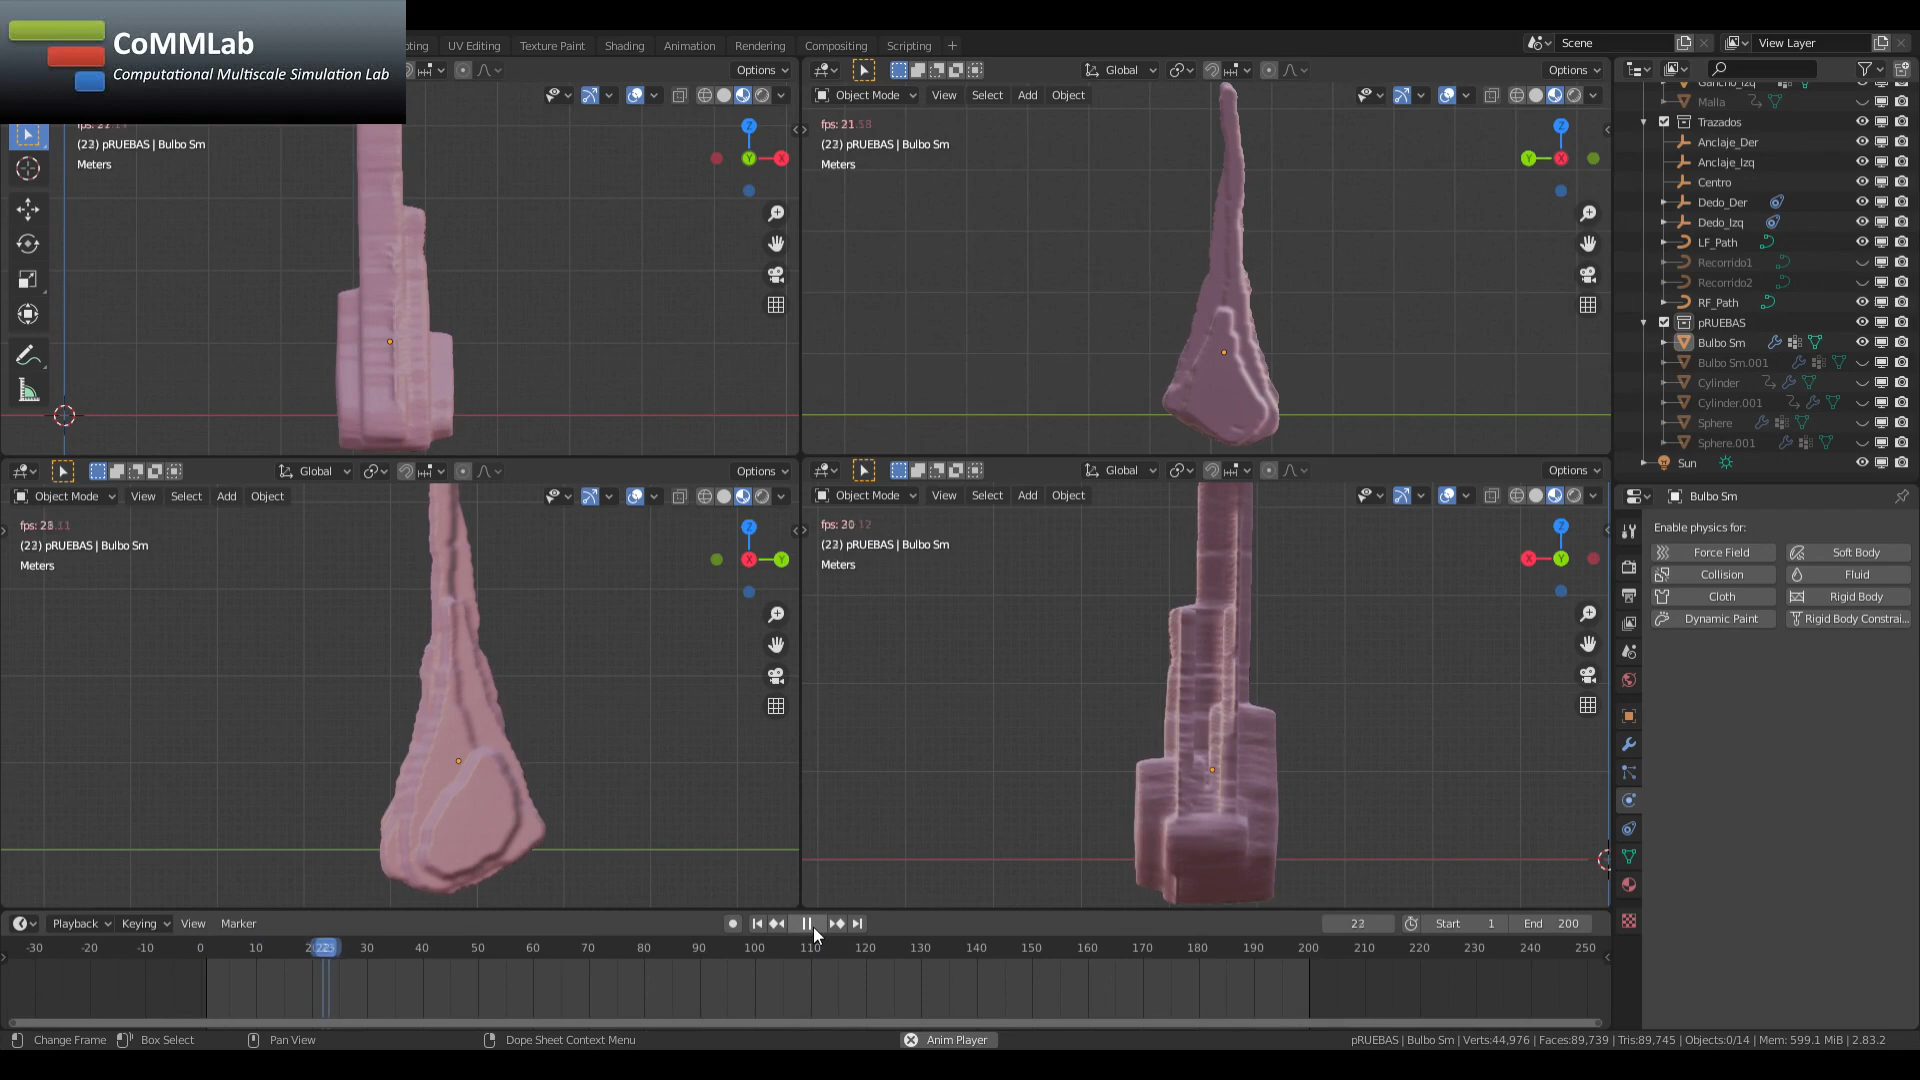 CoMMLab
Computational Multiscale Simulation Lab
UV Editing Texture Paint Shading Animation Rendering Compositing Scripting +
Scene View Layer
Options
Global Options
Object Mode View Select Add Object
(23) pRUEBAS | Bulbo Sm
Meters
Z
Y X
fps: 21.58
(23) pRUEBAS | Bulbo Sm
Meters
Z
Y X
Global Options
Object Mode View Select Add Object
(23) pRUEBAS | Bulbo Sm
Meters
Z
X Y
Global Options
Object Mode View Select Add Object
(23) pRUEBAS | Bulbo Sm
Meters
Z
X Y
Gancho_Izq
Malla
Trazados
Anclaje_Der
Anclaje_Izq
Centro
Dedo_Der
Dedo_Izq
LF_Path
Recorrido1
Recorrido2
RF_Path
pRUEBAS
Bulbo Sm
Bulbo Sm.001
Cylinder
Cylinder.001
Sphere
Sphere.001
Sun
Bulbo Sm
Enable physics for:
Force Field Soft Body
Collision Fluid
Cloth Rigid Body
Dynamic Paint Rigid Body Constrai...
Playback Keying View Marker
23 Start 1 End 200
-30 -20 -10 0 10 30 40 50 60 70 80 90 100 110 120 130 140 150 160 170 180 190 200 210 220 230 240 250
Change Frame Box Select Pan View Dope Sheet Context Menu Anim Player
pRUEBAS | Bulbo Sm | Verts:44,976 | Faces:89,739 | Tris:89,745 | Objects:0/14 | Mem: 599.1 MiB | 2.83.2